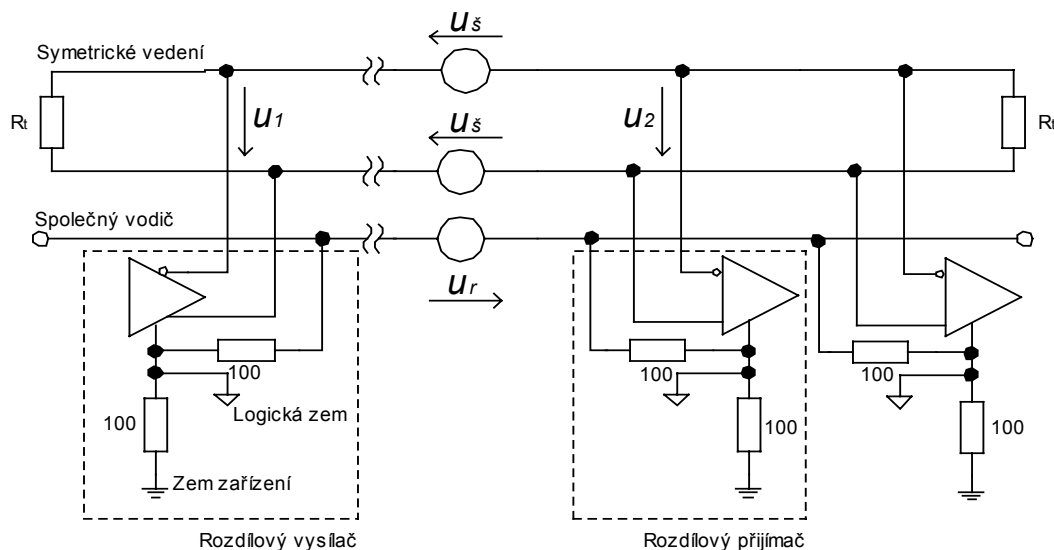 uš
Symetrické vedení
Rt
u1
uš
u2
Rt
Společný vodič
ur
100
100
100
Logická zem
100
100
100
Zem zařízení
Rozdílový vysílač
Rozdílový přijímač